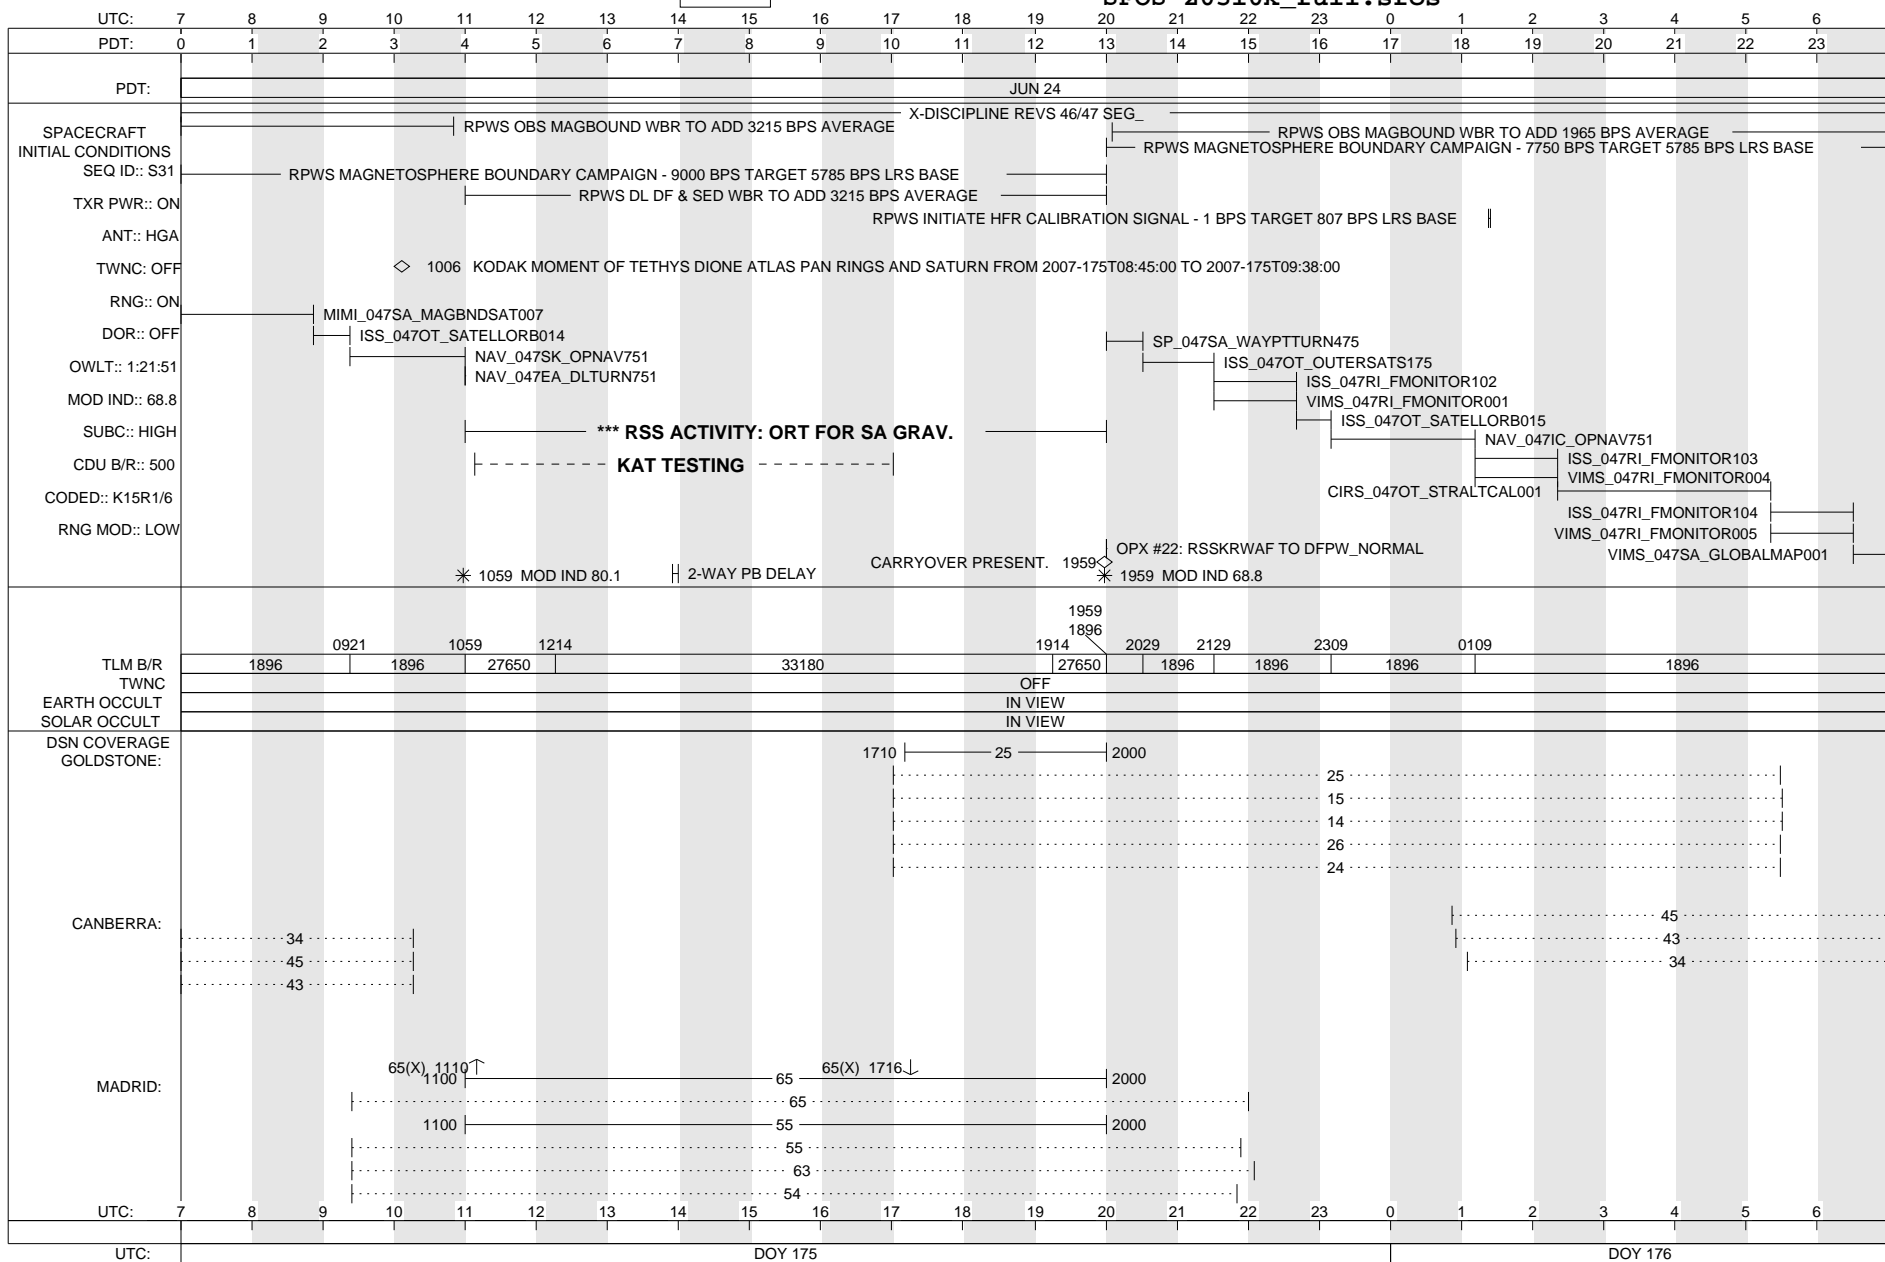 SFOS 20510A_full.sfos
UTC: 7 8 9 10 11 12 13 14 15 16 17 18 19 20 21 22 23 0 1 2 3 4 5 6
PDT: 0 1 2 3 4 5 6 7 8 9 10 11 12 13 14 15 16 17 18 19 20 21 22 23
PDT: JUN 24
X-DISCIPLINE REVS 46/47 SEG_
SPACECRAFT
INITIAL CONDITIONS
RPWS OBS MAGBOUND WBR TO ADD 3215 BPS AVERAGE
RPWS OBS MAGBOUND WBR TO ADD 1965 BPS AVERAGE
RPWS MAGNETOSPHERE BOUNDARY CAMPAIGN - 7750 BPS TARGET 5785 BPS LRS BASE
SEQ ID:: S31
RPWS MAGNETOSPHERE BOUNDARY CAMPAIGN - 9000 BPS TARGET 5785 BPS LRS BASE
RPWS DL DF & SED WBR TO ADD 3215 BPS AVERAGE
TXR PWR:: ON
RPWS INITIATE HFR CALIBRATION SIGNAL - 1 BPS TARGET 807 BPS LRS BASE
ANT:: HGA
TWNC: OFF
1006 KODAK MOMENT OF TETHYS DIONE ATLAS PAN RINGS AND SATURN FROM 2007-175T08:45:00 TO 2007-175T09:38:00
RNG:: ON
MIMI_047SA_MAGBNDSAT007
DOR:: OFF
ISS_047OT_SATELLORB014
SP_047SA_WAYPTTURN475
NAV_047SK_OPNAV751
ISS_047OT_OUTERSATS175
OWLT:: 1:21:51
NAV_047EA_DLTURN751
ISS_047RI_FMONITOR102
MOD IND:: 68.8
VIMS_047RI_FMONITOR001
ISS_047OT_SATELLORB015
SUBC:: HIGH
*** RSS ACTIVITY: ORT FOR SA GRAV.
NAV_047IC_OPNAV751
CDU B/R:: 500
KAT TESTING
ISS_047RI_FMONITOR103
VIMS_047RI_FMONITOR004
CIRS_047OT_STRALTCAL001
CODED:: K15R1/6
ISS_047RI_FMONITOR104
RNG MOD:: LOW
VIMS_047RI_FMONITOR005
OPX #22: RSSKRWAF TO DFPW_NORMAL
VIMS_047SA_GLOBALMAP001
CARRYOVER PRESENT. 1959
1059 MOD IND 80.1
2-WAY PB DELAY
1959 MOD IND 68.8
1959
1896
0921 1059 1214 1914 2029 2129 2309 0109
TLM B/R 1896 1896 27650 33180 27650 1896 1896 1896 1896
TWNC OFF
EARTH OCCULT IN VIEW
SOLAR OCCULT IN VIEW
DSN COVERAGE
GOLDSTONE:
1710 25 2000
25
15
14
26
24
CANBERRA:
45
34 43
45 34
43
MADRID:
65(X) 1110 65(X) 1716
1100 65 2000
65
1100 55 2000
55
63
54
UTC: 7 8 9 10 11 12 13 14 15 16 17 18 19 20 21 22 23 0 1 2 3 4 5 6
UTC: DOY 175 DOY 176